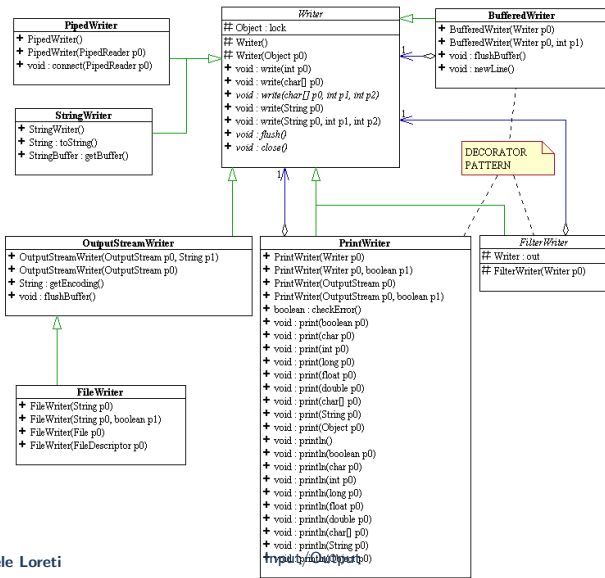 PipedWriter
+ PipedWriter()
+ PipedWriter(PipedReader p0)
+ void : connect(PipedReader p0)
StringWriter
+ StringWriter()
+ String : toString()
+ StringBuffer : getBuffer()
Writer
# Object : lock
# Writer()
# Writer(Object p0)
+ void : write(int p0)
+ void : write(char[] p0)
+ void : write(char[] p0, int p1, int p2)
+ void : write(String p0)
+ void : write(String p0, int p1, int p2)
+ void : flush()
+ void : close()
BufferedWriter
+ BufferedWriter(Writer p0)
+ BufferedWriter(Writer p0, int p1)
+ void : flushBuffer()
+ void : newLine()
1
1
1
DECORATOR
PATTERN
OutputStreamWriter
+ OutputStreamWriter(OutputStream p0, String p1)
+ OutputStreamWriter(OutputStream p0)
+ String : getEncoding()
+ void : flushBuffer()
PrintWriter
+ PrintWriter(Writer p0)
+ PrintWriter(Writer p0, boolean p1)
+ PrintWriter(OutputStream p0)
+ PrintWriter(OutputStream p0, boolean p1)
+ boolean : checkError()
+ void : print(boolean p0)
+ void : print(char p0)
+ void : print(int p0)
+ void : print(long p0)
+ void : print(float p0)
+ void : print(double p0)
+ void : print(char[] p0)
+ void : print(String p0)
+ void : print(Object p0)
+ void : println()
+ void : println(boolean p0)
+ void : println(char p0)
+ void : println(int p0)
+ void : println(long p0)
+ void : println(float p0)
+ void : println(double p0)
+ void : println(char[] p0)
+ void : println(String p0)
+ void : println(Object p0)
FilterWriter
# Writer : out
# FilterWriter(Writer p0)
FileWriter
+ FileWriter(String p0)
+ FileWriter(String p0, boolean p1)
+ FileWriter(File p0)
+ FileWriter(FileDescriptor p0)
ele Loreti
Input/Output